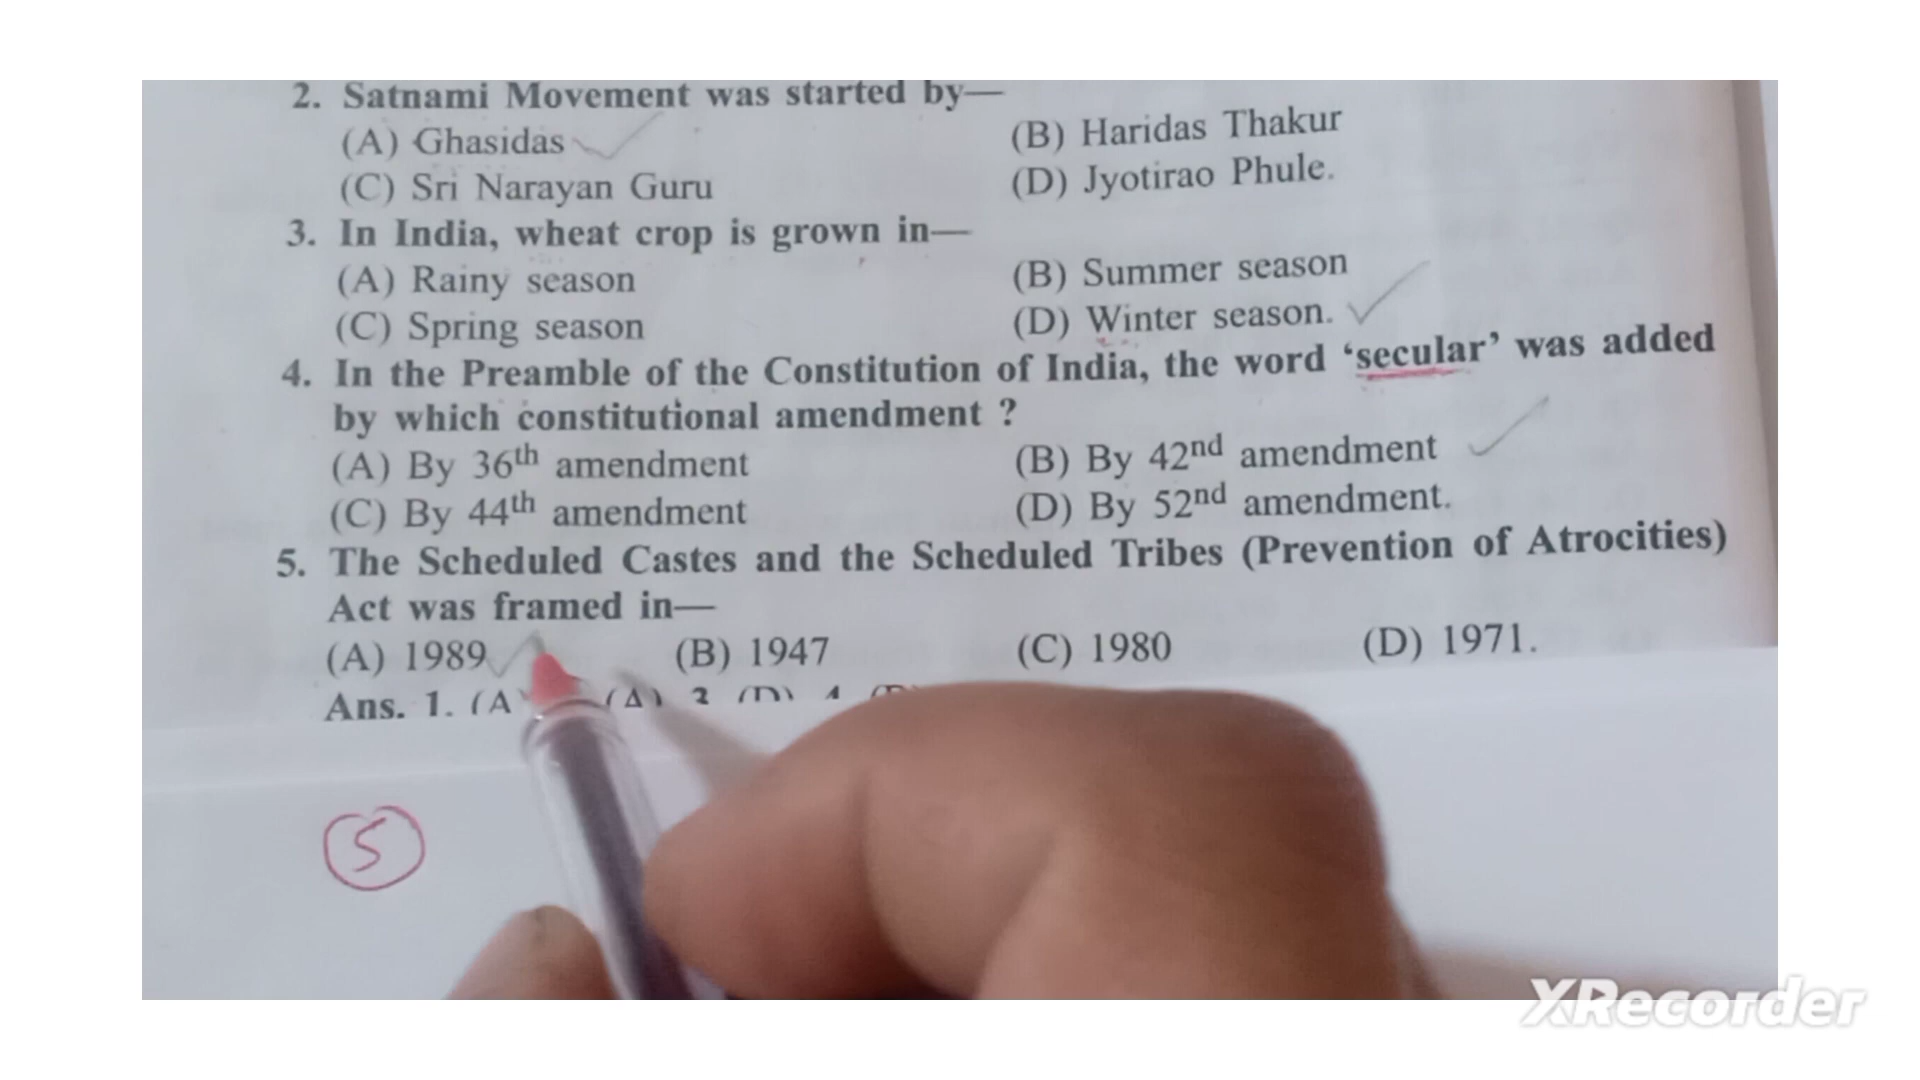 2. Satnami Movement was started by—
(A) Ghasidas (B) Haridas Thakur
(C) Sri Narayan Guru (D) Jyotirao Phule.
3. In India, wheat crop is grown in—
(A) Rainy season (B) Summer season
(C) Spring season (D) Winter season.
4. In the Preamble of the Constitution of India, the word ‘secular’ was added
by which constitutional amendment ?
(A) By 36th amendment (B) By 42nd amendment
(C) By 44th amendment (D) By 52nd amendment.
5. The Scheduled Castes and the Scheduled Tribes (Prevention of Atrocities)
Act was framed in—
(A) 1989 (B) 1947 (C) 1980 (D) 1971.
Ans. 1. (A (A) 3 (D) 4
5
XRecorder